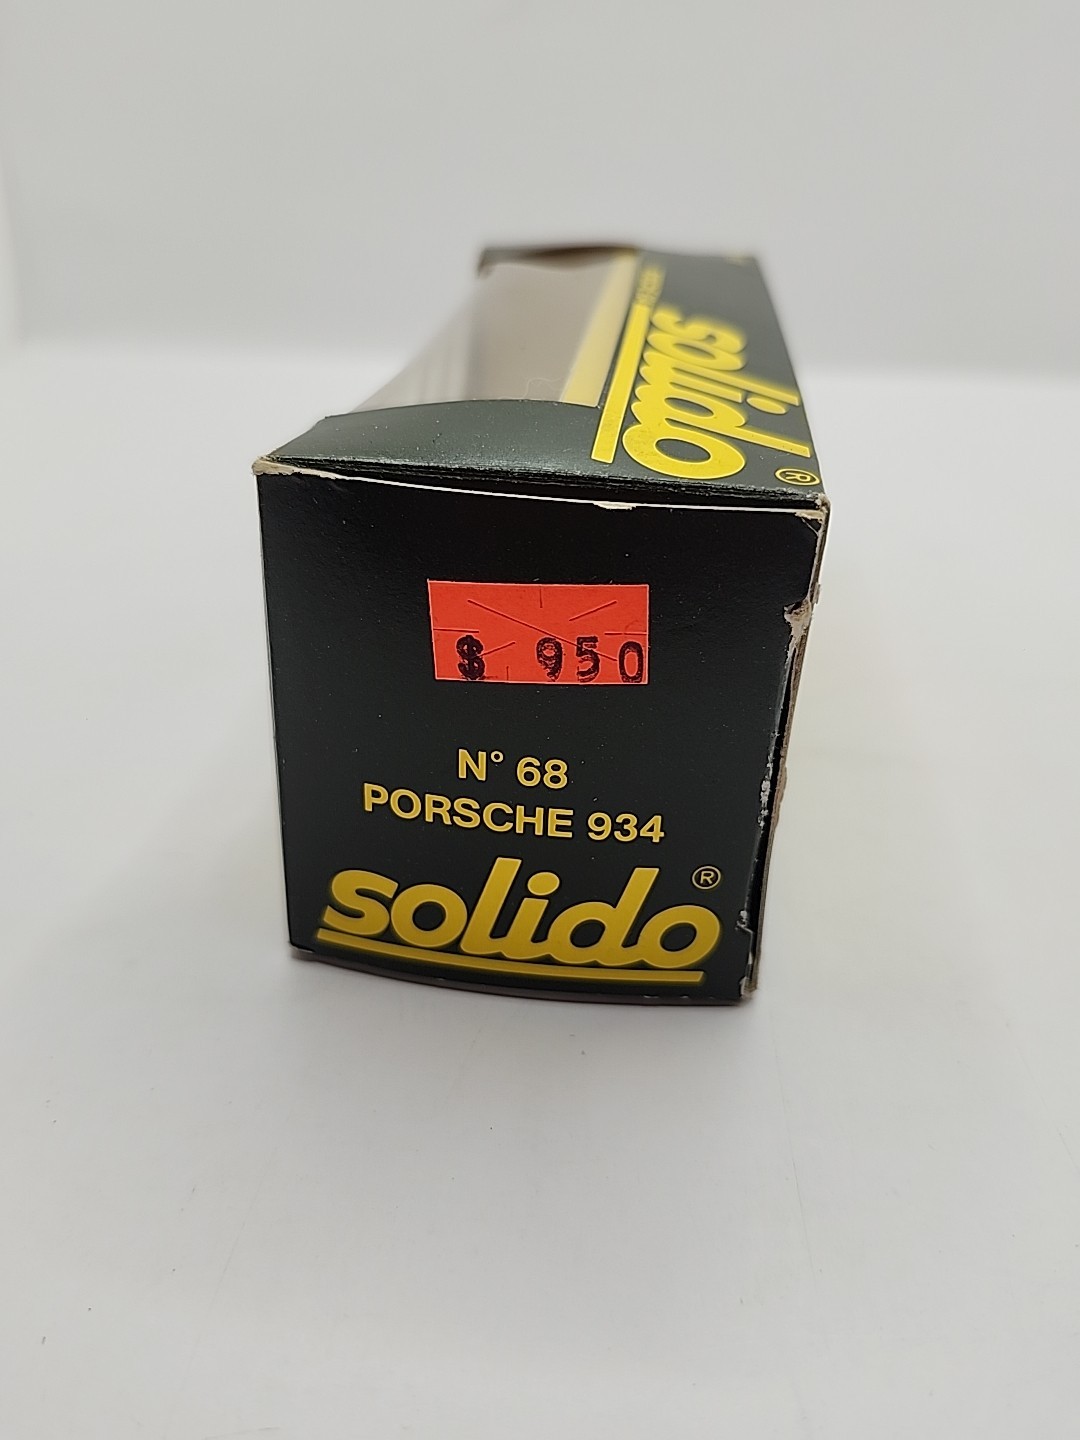 solido®
$ 950
N° 68
PORSCHE 934
solido®